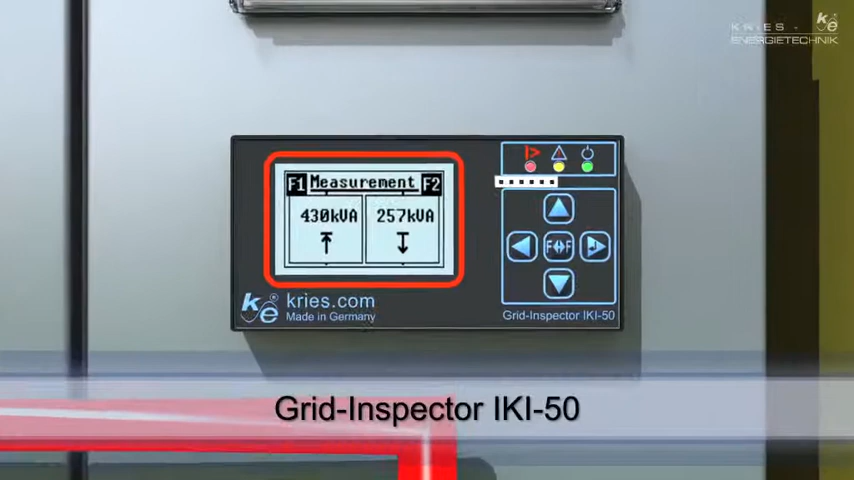 KRIES -
ENERGIETECHNIK
ke
F1 Measurement F2
430kVA 257kVA
F F
ke® kries.com
Made in Germany
Grid-Inspector IKI-50
Grid-Inspector IKI-50